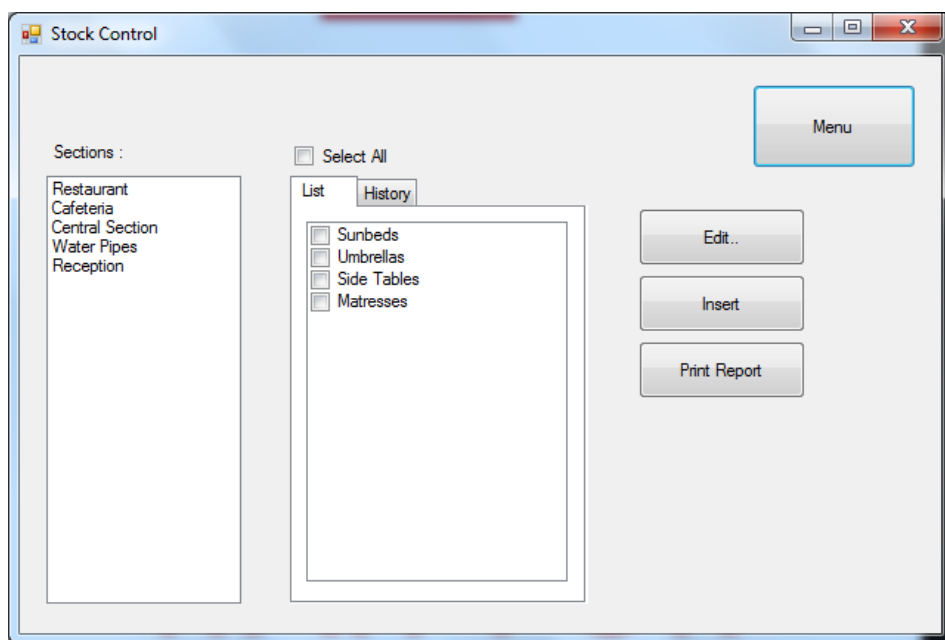 Stock Control
Menu
Sections :
Select All
Restaurant
Cafeteria
Central Section
Water Pipes
Reception
List
History
Sunbeds
Umbrellas
Side Tables
Matresses
Edit..
Insert
Print Report